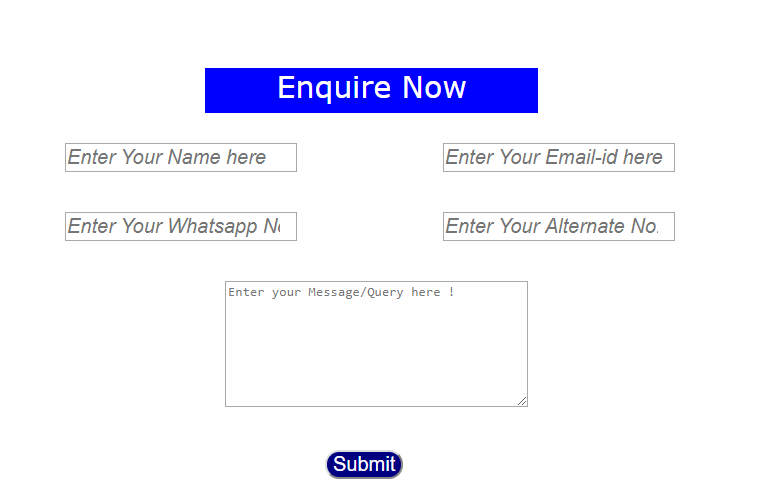 Enquire Now
Enter Your Name here
Enter Your Email-id here
Enter Your Whatsapp
Enter Your Alternate No.
Enter your Message/Query here !
Submit